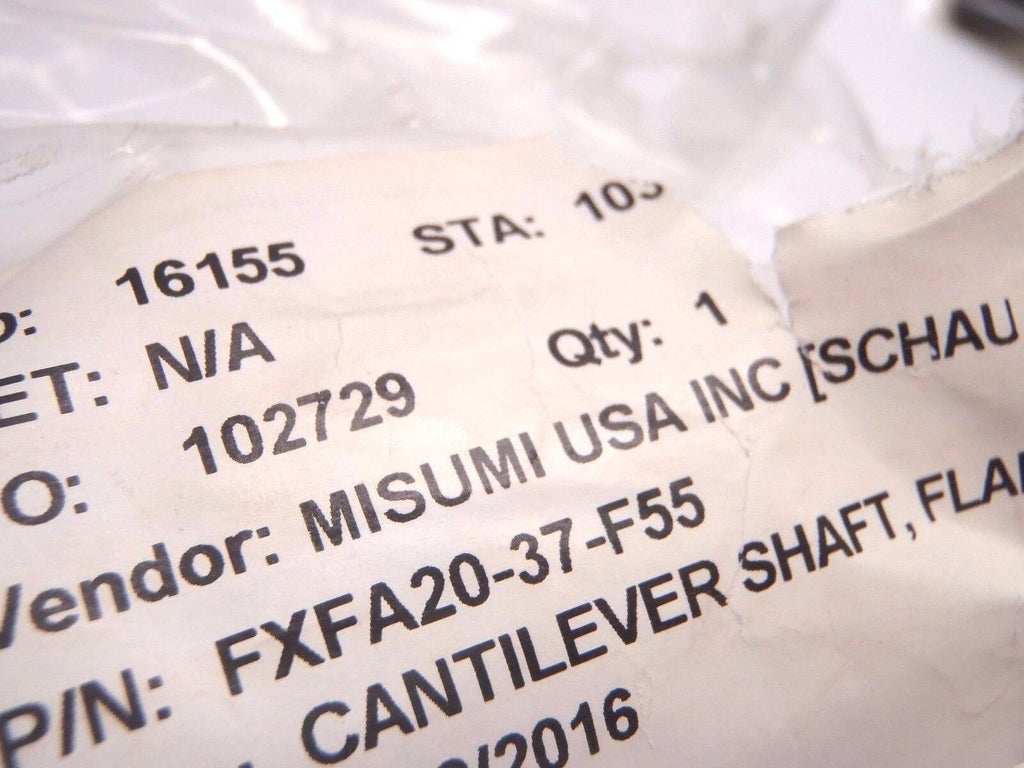 16155 STA:
ET: N/A
O: 102729 Qty: 1
Vendor: MISUMI USA INC [SCHAU
P/N: FXFA20-37-F55
CANTILEVER SHAFT, FLA
/2016